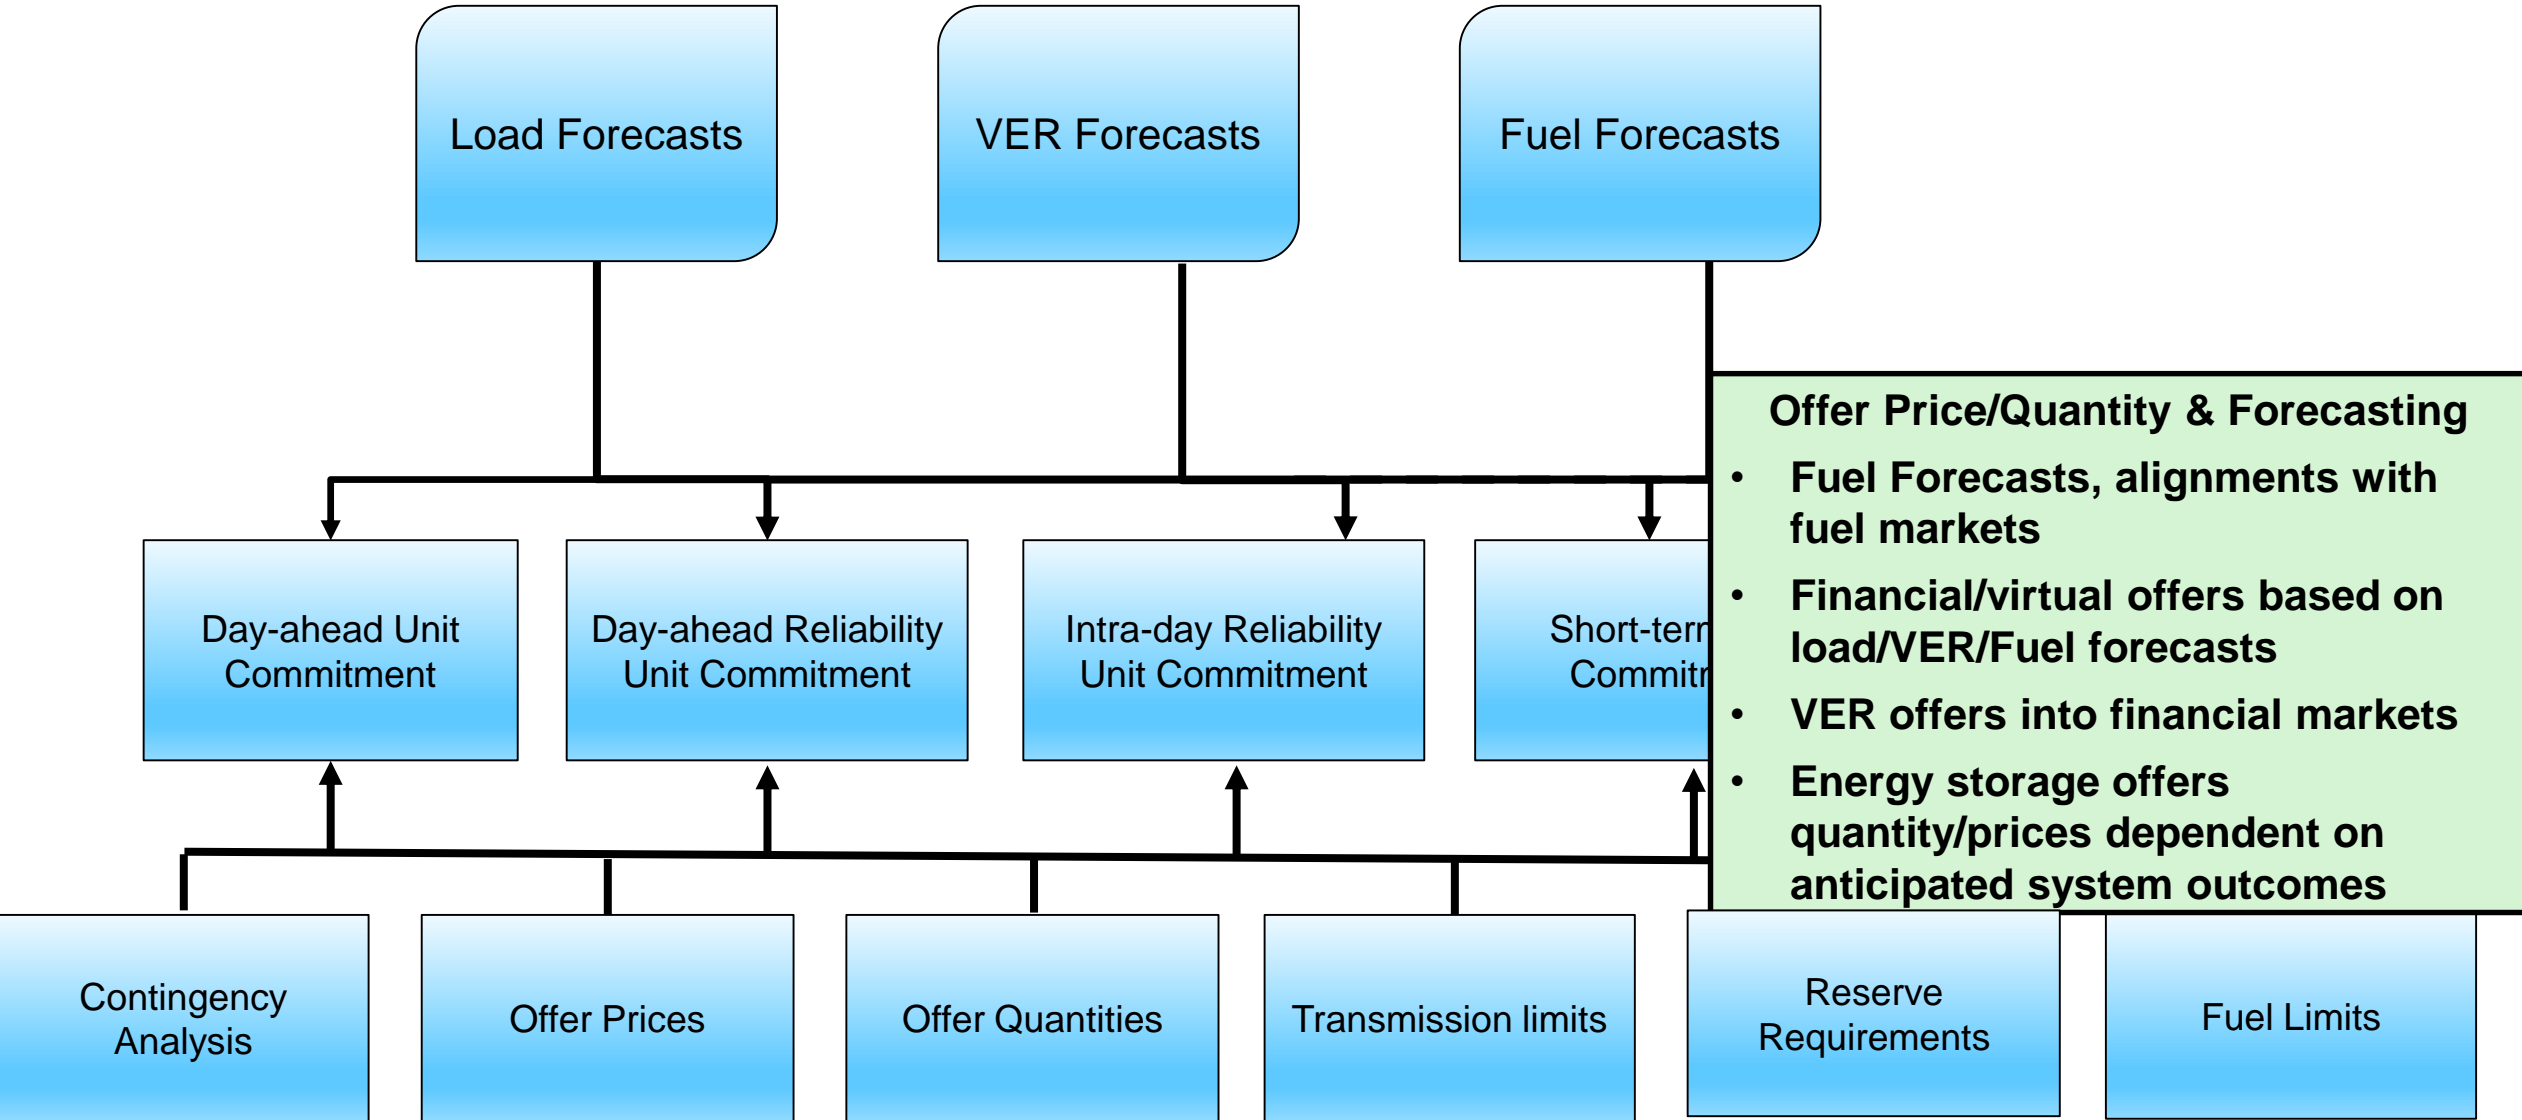 Load Forecasts
VER Forecasts
Fuel Forecasts
Offer Price/Quantity & Forecasting
• Fuel Forecasts, alignments with
fuel markets
• Financial/virtual offers based on
load/VER/Fuel forecasts
• VER offers into financial markets
• Energy storage offers
quantity/prices dependent on
anticipated system outcomes
Day-ahead Unit
Commitment
Day-ahead Reliability
Unit Commitment
Intra-day Reliability
Unit Commitment
Contingency
Analysis
Offer Prices
Offer Quantities
Transmission limits
Reserve
Requirements
Fuel Limits